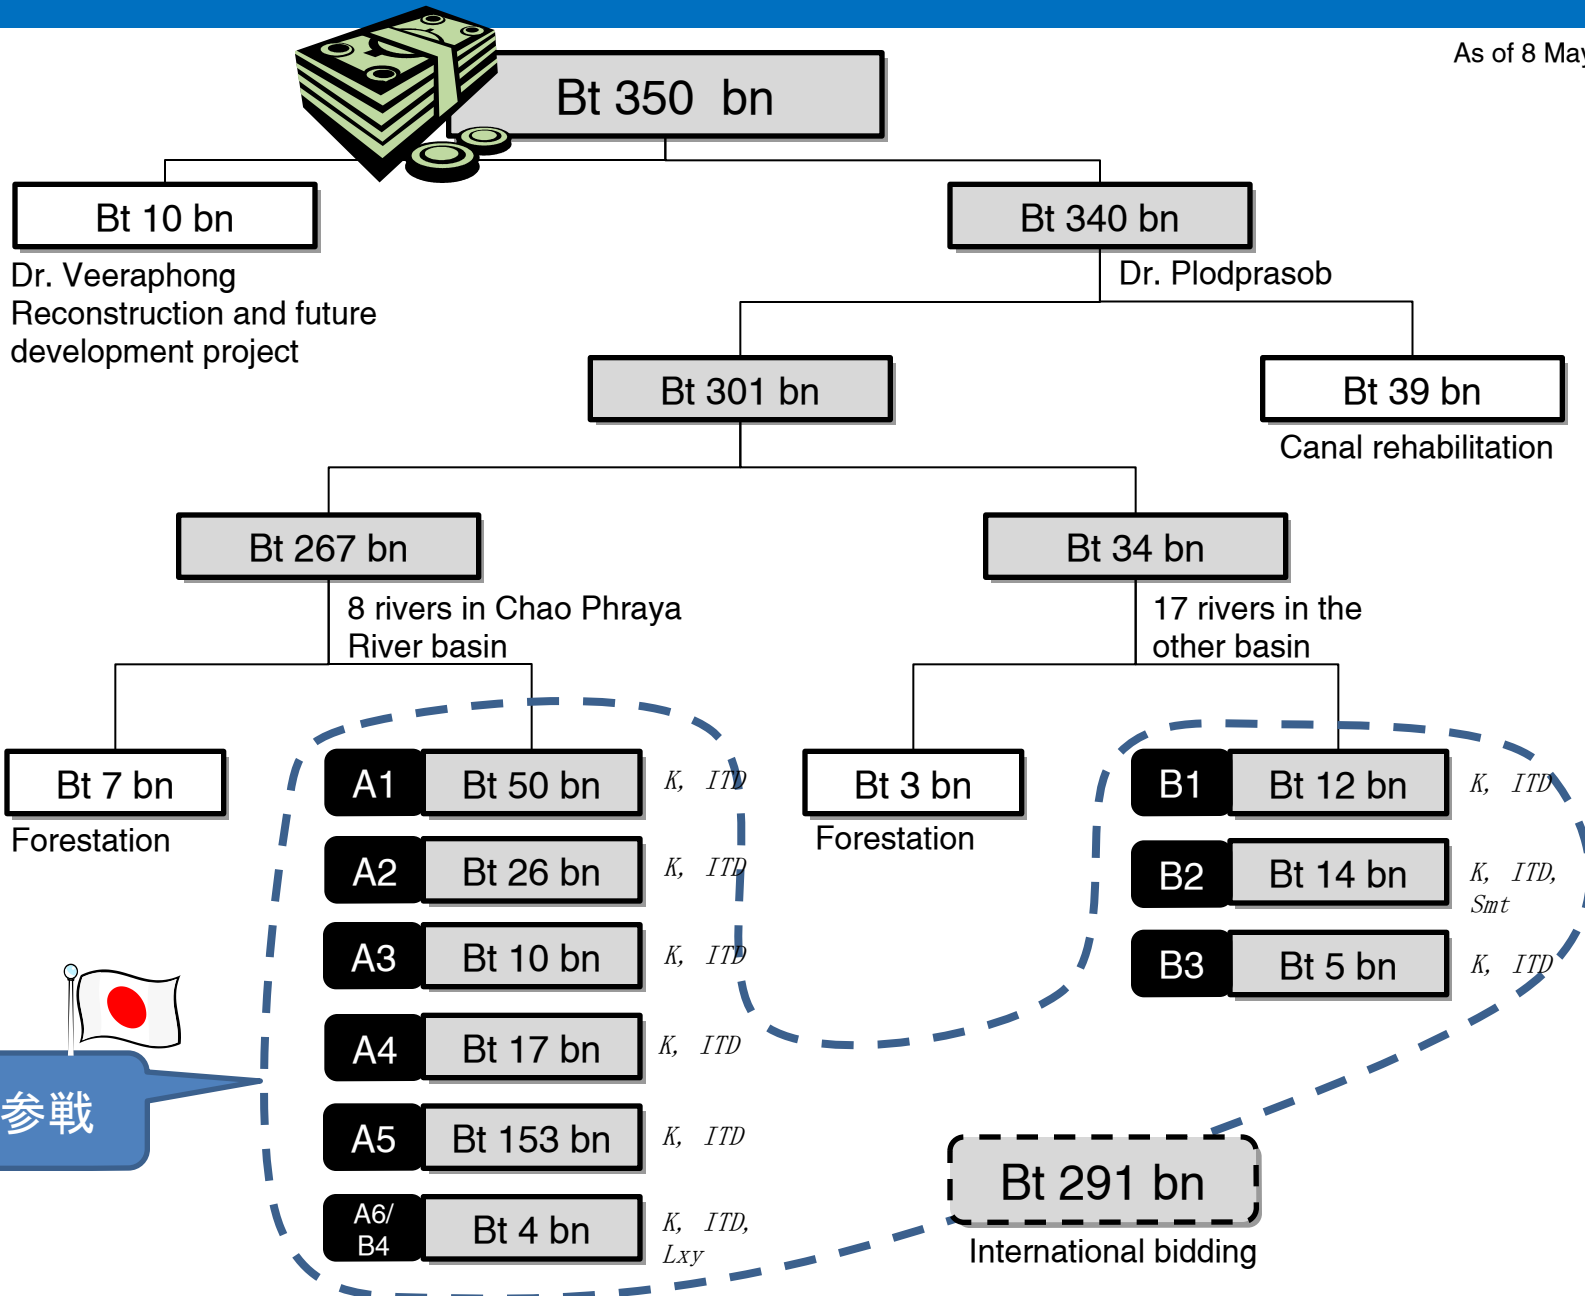 As of 8 May
Bt 350 bn
Bt 10 bn
Dr. Veeraphong
Reconstruction and future
development project
Bt 340 bn
Dr. Plodprasob
Bt 301 bn
Bt 39 bn
Canal rehabilitation
Bt 267 bn
8 rivers in Chao Phraya
River basin
Bt 34 bn
17 rivers in the
other basin
Bt 7 bn
Forestation
A1 Bt 50 bn K, ITD
A2 Bt 26 bn K, ITD
A3 Bt 10 bn K, ITD
A4 Bt 17 bn K, ITD
A5 Bt 153 bn K, ITD
A6/
B4
Bt 4 bn
K, ITD,
Lxy
Bt 3 bn
Forestation
B1 Bt 12 bn K, ITD
B2 Bt 14 bn K, ITD,
Smt
B3 Bt 5 bn K, ITD
参戦
Bt 291 bn
International bidding